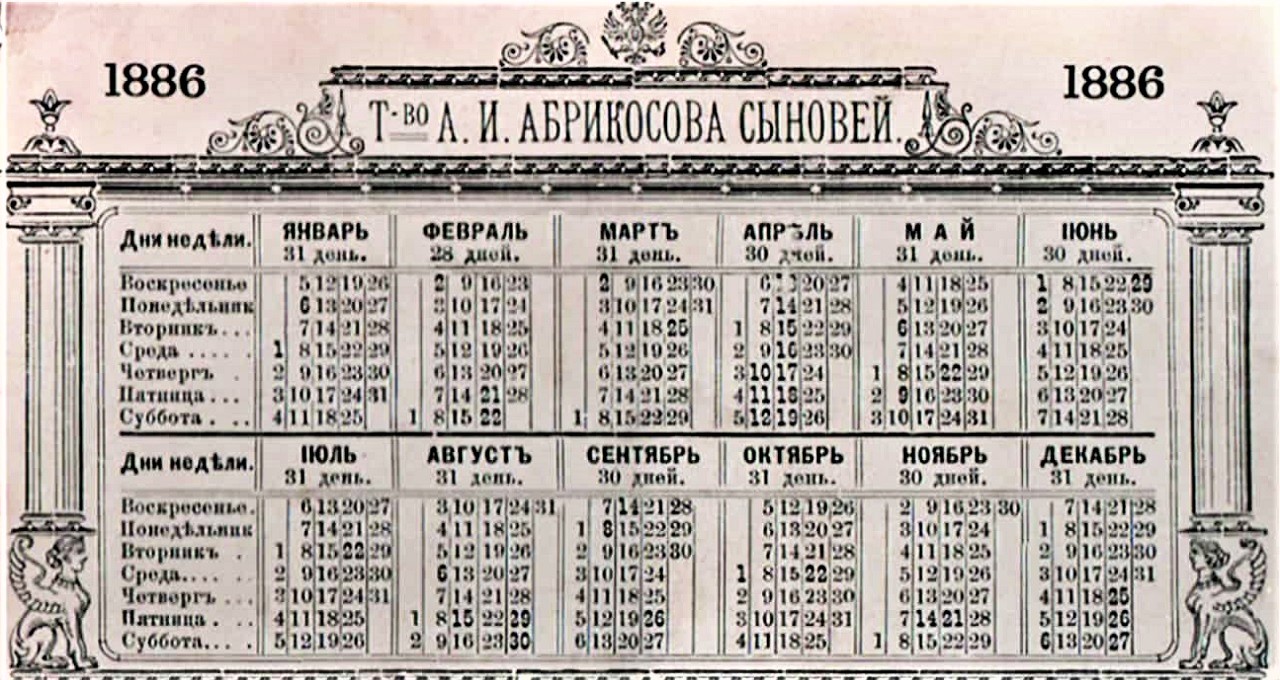 1886 1886
Т-во А. И. АБРИКОСОВА СЫНОВЕЙ.
Дни недѣли. ЯНВАРЬ ФЕВРАЛЬ МАРТЪ АПРѢЛЬ МАЙ IЮНЬ
31 день. 28 дней. 31 день. 30 дней. 31 день. 30 дней.
Воскресенье 5 12 19 26 2 9 16 23 2 9 16 23 30 6 20 27 4 11 18 25 1 8 15 22 29
Понедѣльник 6 13 20 27 3 10 17 24 3 10 17 24 31 7 14 21 28 5 12 19 26 2 9 16 23 30
Вторникъ... 7 14 21 28 4 11 18 25 4 11 18 25 1 8 15 22 29 6 13 20 27 3 10 17 24
Среда .... 1 8 15 22 29 5 12 19 26 5 12 19 26 2 9 16 23 30 7 14 21 28 4 11 18 25
Четвергъ . 2 9 16 23 30 6 13 20 27 6 13 20 27 3 10 17 24 1 8 15 22 29 5 12 19 26
Пятница... 3 10 17 24 31 7 14 21 28 7 14 21 28 4 11 18 25 2 9 16 23 30 6 13 20 27
Суббота... 4 11 18 25 1 8 15 22 1 8 15 22 29 5 12 19 26 3 10 17 24 31 7 14 21 28
Дни недѣли. IЮЛЬ АВГУСТЪ СЕНТЯБРЬ ОКТЯБРЬ НОЯБРЬ ДЕКАБРЬ
31 день. 31 день. 30 дней. 31 день. 30 дней. 31 день.
Воскресенье. 6 13 20 27 3 10 17 24 31 7 14 21 28 5 12 19 26 2 9 16 23 30 7 14 21 28
Понедѣльник 7 14 21 28 4 11 18 25 1 8 15 22 29 6 13 20 27 3 10 17 24 1 8 15 22 29
Вторникъ . 1 8 15 22 29 5 12 19 26 2 9 16 23 30 7 14 21 28 4 11 18 25 2 9 16 23 30
Среда.... . 2 9 16 23 30 6 13 20 27 3 10 17 24 1 8 15 22 29 5 12 19 26 3 10 17 24 31
Четвергъ ... 3 10 17 24 31 7 14 21 28 4 11 18 25 2 9 16 23 30 6 13 20 27 4 11 18 25
Пятница. . 4 11 18 25 1 8 15 22 29 5 12 19 26 3 10 17 24 31 7 14 21 28 5 12 19 26
Суббота... . 5 12 19 26 2 9 16 23 30 6 13 20 27 4 11 18 25 1 8 15 22 29 6 13 20 27